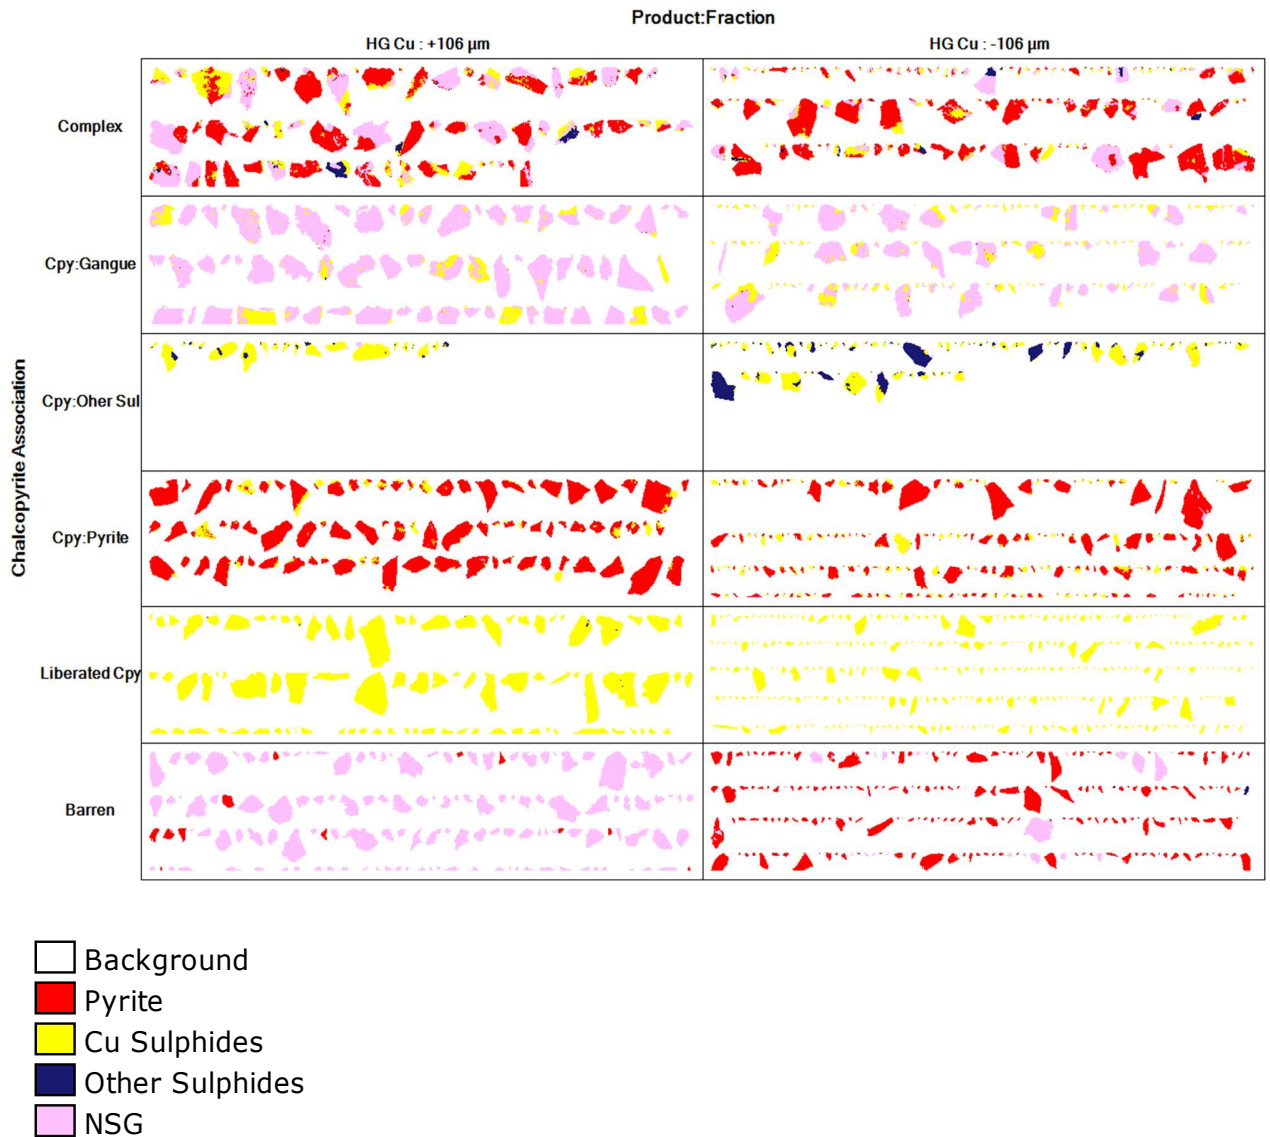 Product:Fraction
HG Cu : +106 µm
HG Cu : -106 µm
Chalcopyrite Association
Complex
Cpy:Gangue
Cpy:Oher Sul
Cpy:Pyrite
Liberated Cpy
Barren
Background
Pyrite
Cu Sulphides
Other Sulphides
NSG